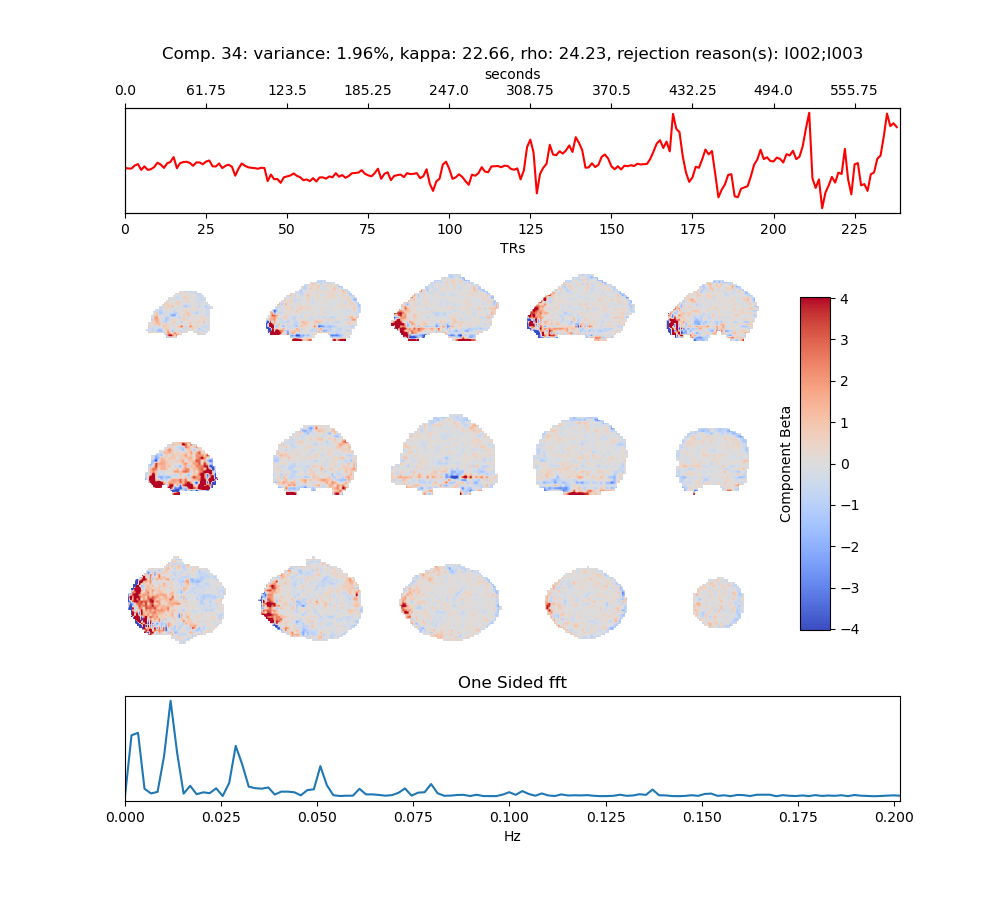 Comp. 34: variance: 1.96%, kappa: 22.66, rho: 24.23, rejection reason(s): I002;I003
seconds
0.0 61.75 123.5 185.25 247.0 308.75 370.5 432.25 494.0 555.75
0 25 50 75 100 125 150 175 200 225
TRs
4
3
2
1
0
−1
−2
−3
−4
Component Beta
One Sided fft
0.000 0.025 0.050 0.075 0.100 0.125 0.150 0.175 0.200
Hz